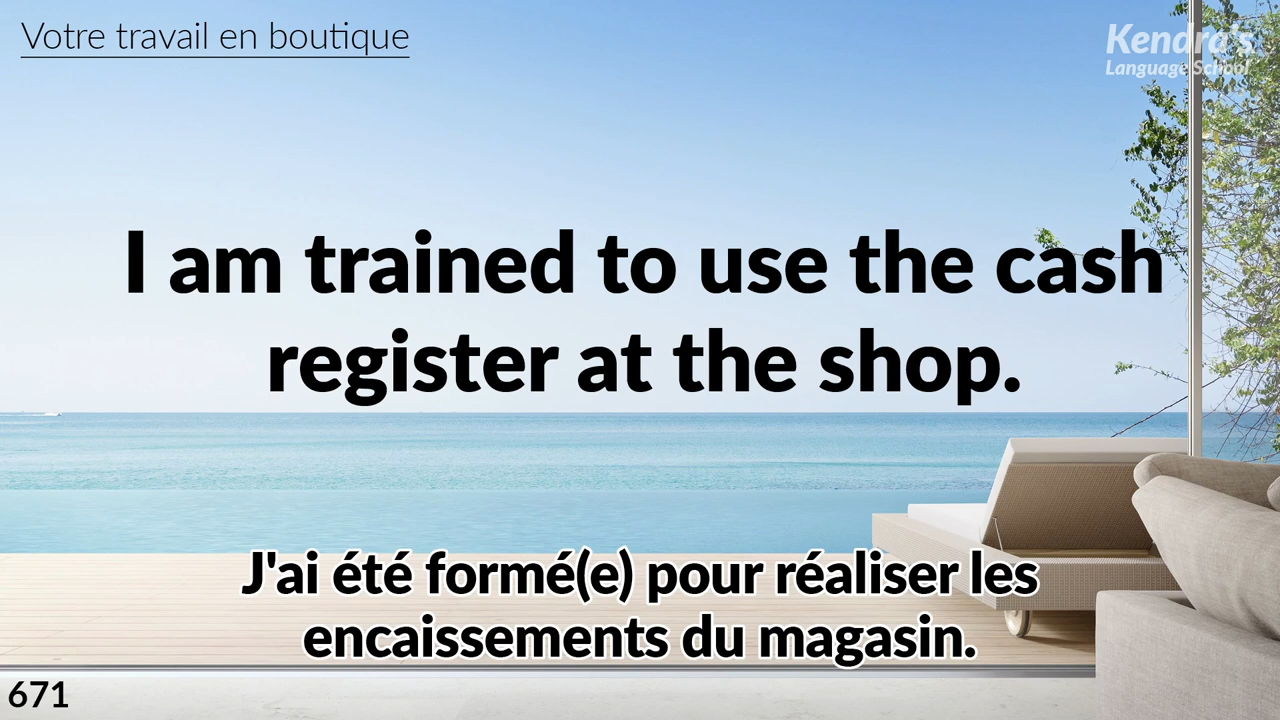 Votre travail en boutique
Kendra's
Language School
I am trained to use the cash
register at the shop.
J'ai été formé(e) pour réaliser les
encaissements du magasin.
671